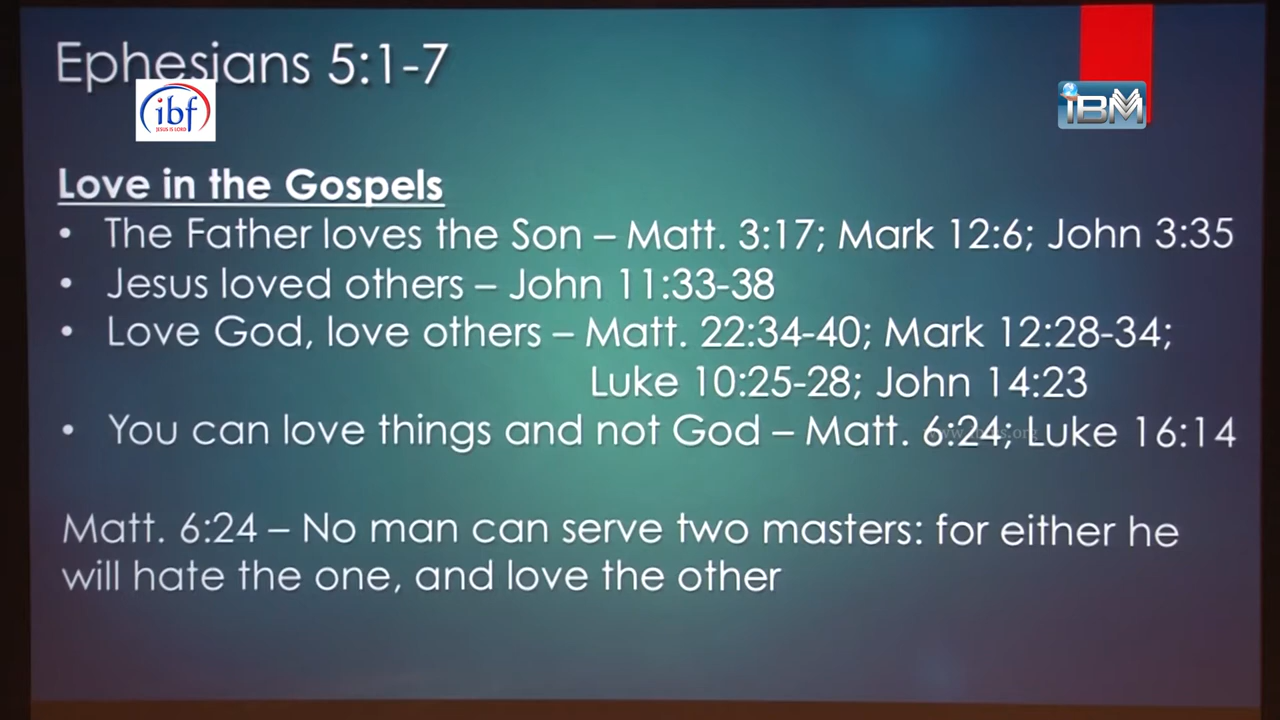 Ephesians 5:1-7
ibf
JESUS IS LORD
iBM
Love in the Gospels
• The Father loves the Son – Matt. 3:17; Mark 12:6; John 3:35
• Jesus loved others – John 11:33-38
• Love God, love others – Matt. 22:34-40; Mark 12:28-34;
Luke 10:25-28; John 14:23
• You can love things and not God – Matt. 6:24; Luke 16:14
Matt. 6:24 – No man can serve two masters: for either he
will hate the one, and love the other